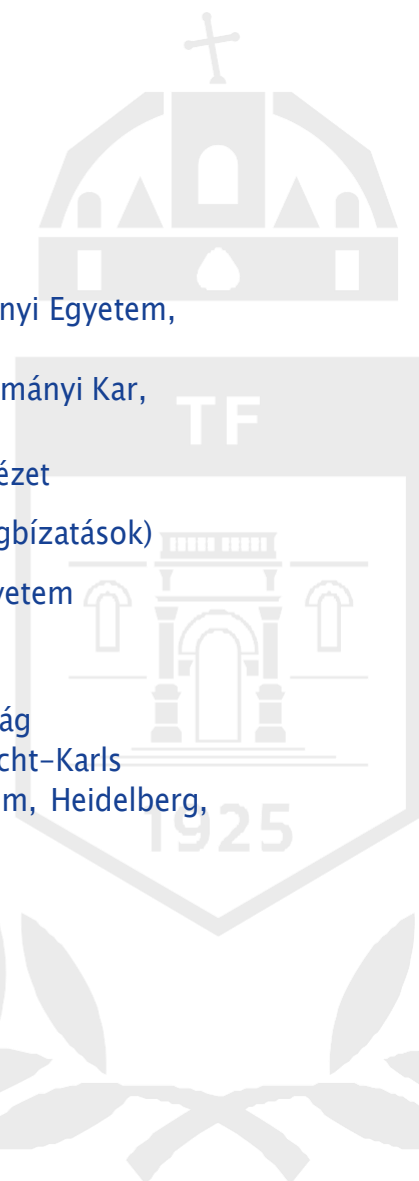 nyi Egyetem,
mányi Kar,
TF
ézet
gbízatások)
yetem
ág
cht-Karls
m, Heidelberg,
1925